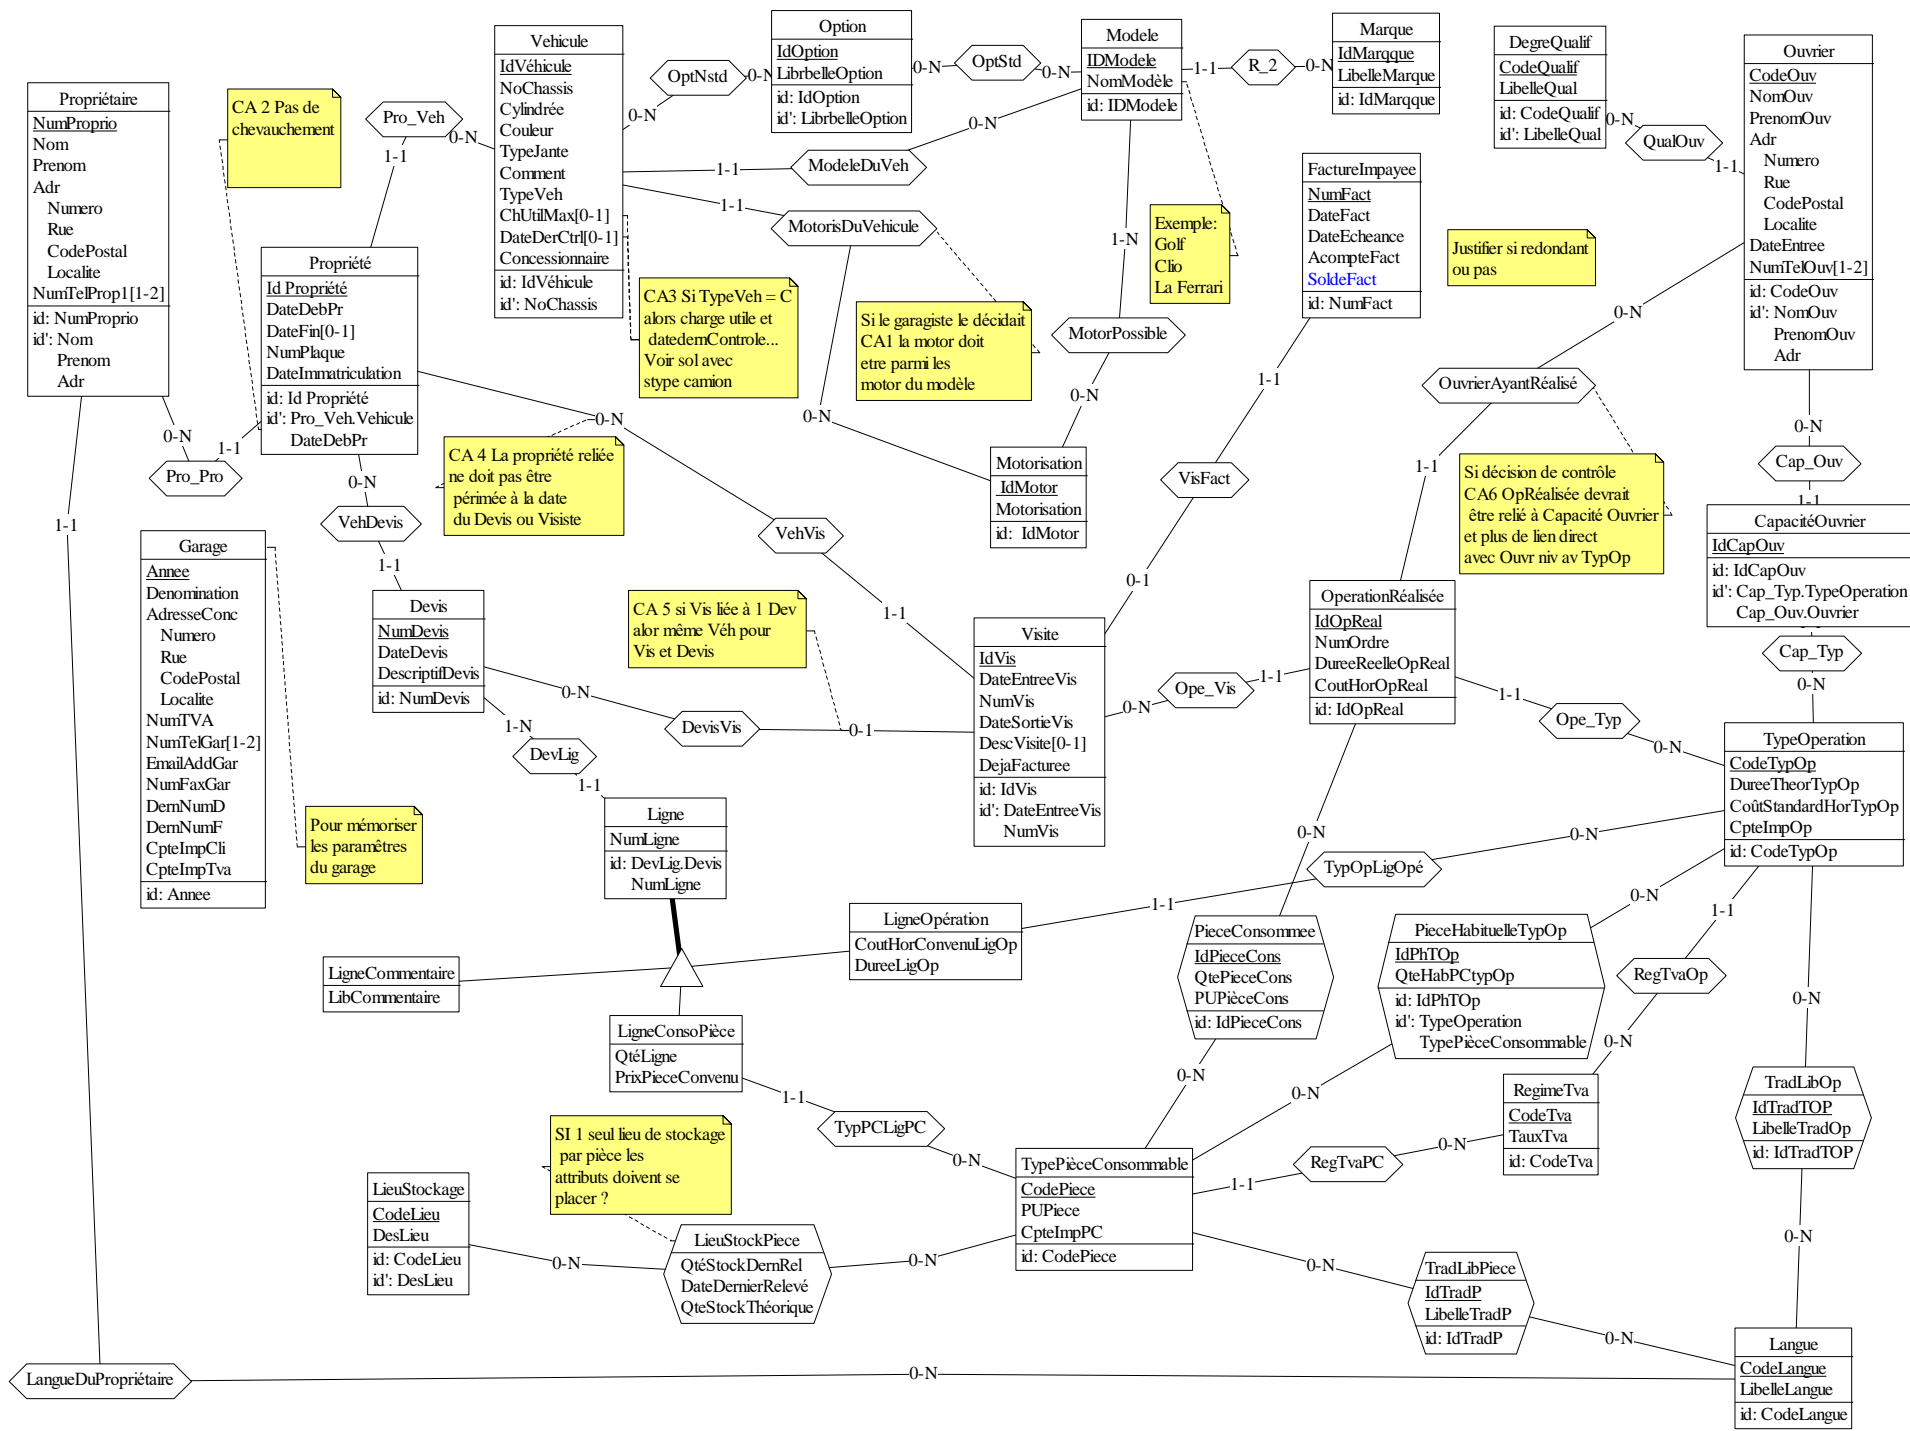 Propriétaire
NumProprio
Nom
Prenom
Adr
Numero
Rue
CodePostal
Localite
NumTelProp1[1-2]
id: NumProprio
id': Nom
Prenom
Adr
CA 2 Pas de
chevauchement
Pro_Veh
0-N
1-1
Vehicule
IdVéhicule
NoChassis
Cylindrée
Couleur
TypeJante
Comment
TypeVeh
ChUtilMax[0-1]
DateDerCtrl[0-1]
Concessionnaire
id: IdVéhicule
id': NoChassis
OptNstd
0-N
0-N
Option
IdOption
LibrbelleOption
id: IdOption
id': LibrbelleOption
0-N
OptStd
0-N
Modele
IDModele
NomModèle
id: IDModele
1-1
R_2
0-N
Marque
IdMarqque
LibelleMarque
id: IdMarqque
DegreQualif
CodeQualif
LibelleQual
id: CodeQualif
id': LibelleQual
0-N
QualOuv
1-1
Ouvrier
CodeOuv
NomOuv
PrenomOuv
Adr
Numero
Rue
CodePostal
Localite
DateEntree
NumTelOuv[1-2]
id: CodeOuv
id': NomOuv
PrenomOuv
Adr
0-N
1-1
ModeleDuVeh
1-1
MotorisDuVehicule
0-N
Exemple:
Golf
Clio
La Ferrari
1-N
MotorPossible
0-N
FactureImpayee
NumFact
DateFact
DateEcheance
AcompteFact
SoldeFact
id: NumFact
Justifier si redondant
ou pas
Propriété
Id Propriété
DateDebPr
DateFin[0-1]
NumPlaque
DateImmatriculation
id: Id Propriété
id': Pro_Veh.Vehicule
DateDebPr
CA3 Si TypeVeh = C
alors charge utile et
datedernControle...
Voir sol avec
stype camion
Si le garagiste le décidait
CA1 la motor doit
etre parmi les
motor du modèle
0-N
OuvrierAyantRéalisé
1-1
0-N
Pro_Pro
1-1
0-N
VehDevis
1-1
CA 4 La propriété reliée
ne doit pas être
périmée à la date
du Devis ou Visiste
0-N
VehVis
1-1
Motorisation
IdMotor
Motorisation
id: IdMotor
1-1
VisFact
0-1
Si décision de contrôle
CA6 OpRéalisée devrait
être relié à Capacité Ouvrier
et plus de lien direct
avec Ouvr niv av TypOp
0-N
Cap_Ouv
1-1
CapacitéOuvrier
IdCapOuv
id: IdCapOuv
id': Cap_Typ.TypeOperation
Cap_Ouv.Ouvrier
Cap_Typ
0-N
1-1
Garage
Annee
Denomination
AdresseConc
Numero
Rue
CodePostal
Localite
NumTVA
NumTelGar[1-2]
EmailAddGar
NumFaxGar
DernNumD
DernNumF
CpteImpCli
CpteImpTva
id: Annee
Pour mémoriser
les paramêtres
du garage
Devis
NumDevis
DateDevis
DescriptifDevis
id: NumDevis
CA 5 si Vis liée à 1 Dev
alor même Véh pour
Vis et Devis
0-N
DevisVis
0-1
1-N
DevLig
1-1
Visite
IdVis
DateEntreeVis
NumVis
DateSortieVis
DescVisite[0-1]
DejaFacturee
id: IdVis
id': DateEntreeVis
NumVis
0-N
Ope_Vis
1-1
OperationRéalisée
IdOpReal
NumOrdre
DureeReelleOpReal
CoutHorOpReal
id: IdOpReal
1-1
Ope_Typ
0-N
TypeOperation
CodeTypOp
DureeTheorTypOp
CoûtStandardHorTypOp
CpteImpOp
id: CodeTypOp
Ligne
NumLigne
id: DevLig.Devis
NumLigne
0-N
0-N
TypOpLigOpé
1-1
LigneOpération
CoutHorConvenuLigOp
DureeLigOp
LigneCommentaire
LibCommentaire
LigneConsoPièce
QtéLigne
PrixPieceConvenu
PieceConsommee
IdPieceCons
QtePieceCons
PUPièceCons
id: IdPieceCons
0-N
0-N
PieceHabituelleTypOp
IdPhTOp
QteHabPCtypOp
id: IdPhTOp
id': TypeOperation
TypePièceConsommable
0-N
1-1
RegTvaOp
0-N
0-N
TradLibOp
IdTradTOP
LibelleTradOp
id: IdTradTOP
0-N
1-1
TypPCLigPC
0-N
RegimeTva
CodeTva
TauxTva
id: CodeTva
0-N
RegTvaPC
1-1
TypePièceConsommable
CodePiece
PUPiece
CpteImpPC
id: CodePiece
SI 1 seul lieu de stockage
par pièce les
attributs doivent se
placer ?
LieuStockage
CodeLieu
DesLieu
id: CodeLieu
id': DesLieu
0-N
LieuStockPiece
QtéStockDernRel
DateDernierRelevé
QteStockThéorique
0-N
0-N
TradLibPiece
IdTradP
LibelleTradP
id: IdTradP
0-N
Langue
CodeLangue
LibelleLangue
id: CodeLangue
LangueDuPropriétaire
0-N